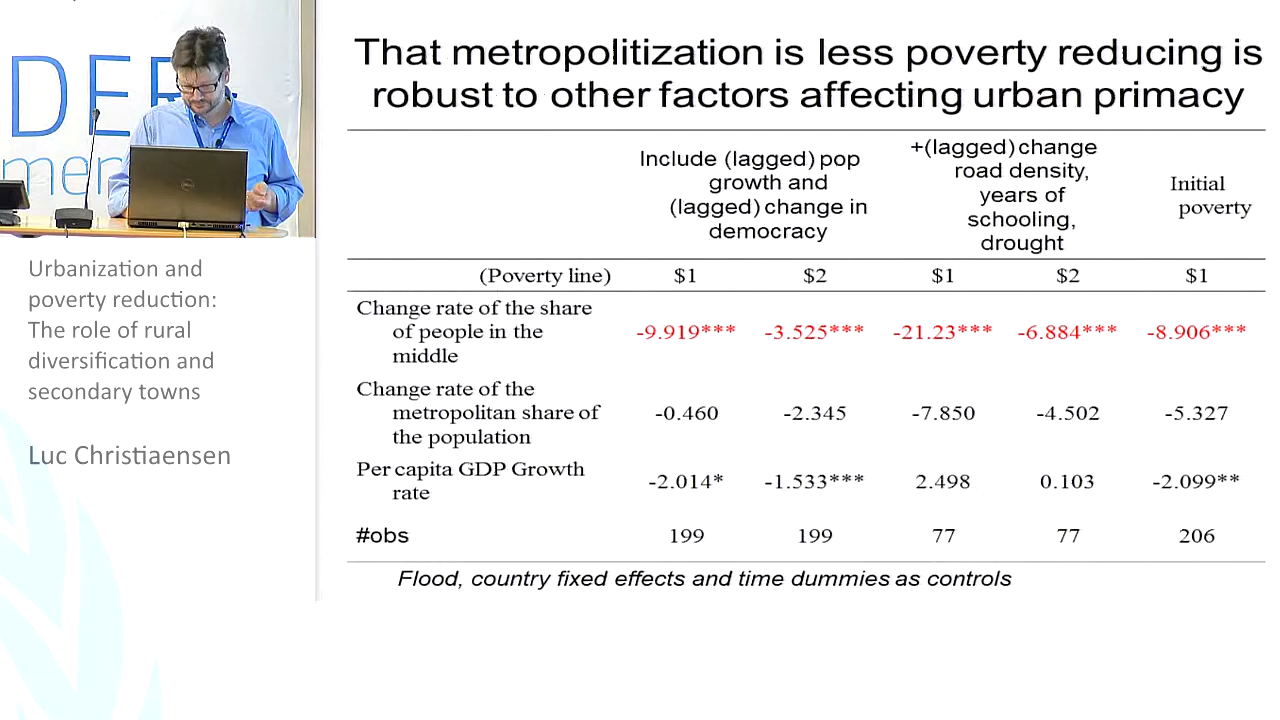 DER
mer
Urbanization and
poverty reduction:
The role of rural
diversification and
secondary towns
Luc Christiaensen
That metropolitization is less poverty reducing is
robust to other factors affecting urban primacy
Include (lagged) pop
growth and
(lagged) change in
democracy
+(lagged) change
road density,
years of
schooling,
drought
Initial
poverty
(Poverty line) $1 $2 $1 $2 $1
Change rate of the share
of people in the
middle
-9.919*** -3.525*** -21.23*** -6.884*** -8.906***
Change rate of the
metropolitan share of
the population
-0.460 -2.345 -7.850 -4.502 -5.327
Per capita GDP Growth
rate
-2.014* -1.533*** 2.498 0.103 -2.099**
#obs 199 199 77 77 206
Flood, country fixed effects and time dummies as controls